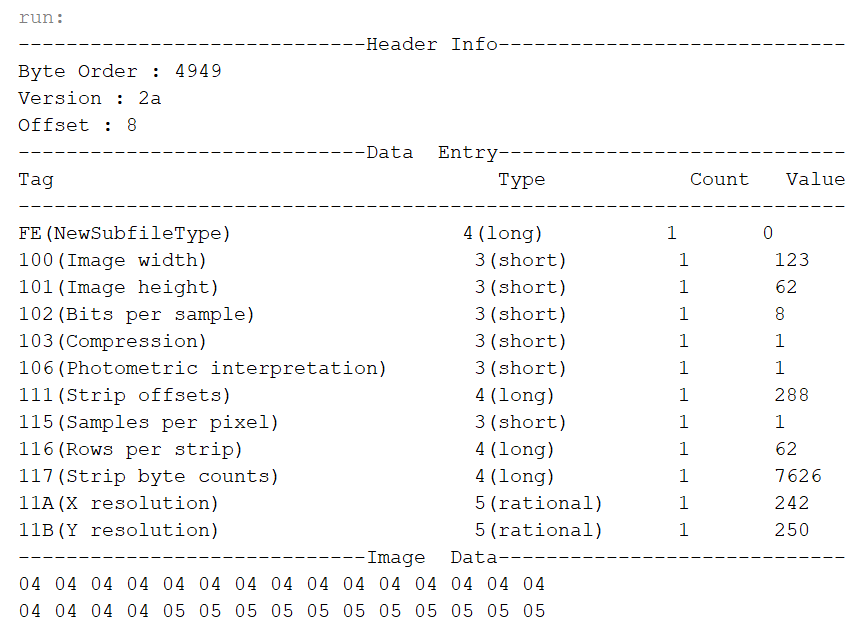 run:
-----------------------------Header Info-----------------------------
Byte Order : 4949
Version : 2a
Offset : 8
-----------------------------Data  Entry-----------------------------
Tag                                     Type            Count   Value
---------------------------------------------------------------------
FE(NewSubfileType)                   4(long)          1       0
100(Image width)                      3(short)         1       123
101(Image height)                     3(short)         1       62
102(Bits per sample)                  3(short)         1       8
103(Compression)                      3(short)         1       1
106(Photometric interpretation)       3(short)         1       1
111(Strip offsets)                    4(long)          1       288
115(Samples per pixel)                3(short)         1       1
116(Rows per strip)                   4(long)          1       62
117(Strip byte counts)                4(long)          1       7626
11A(X resolution)                     5(rational)      1       242
11B(Y resolution)                     5(rational)      1       250
-----------------------------Image  Data-----------------------------
04 04 04 04 04 04 04 04 04 04 04 04 04 04 04
04 04 04 04 05 05 05 05 05 05 05 05 05 05 05